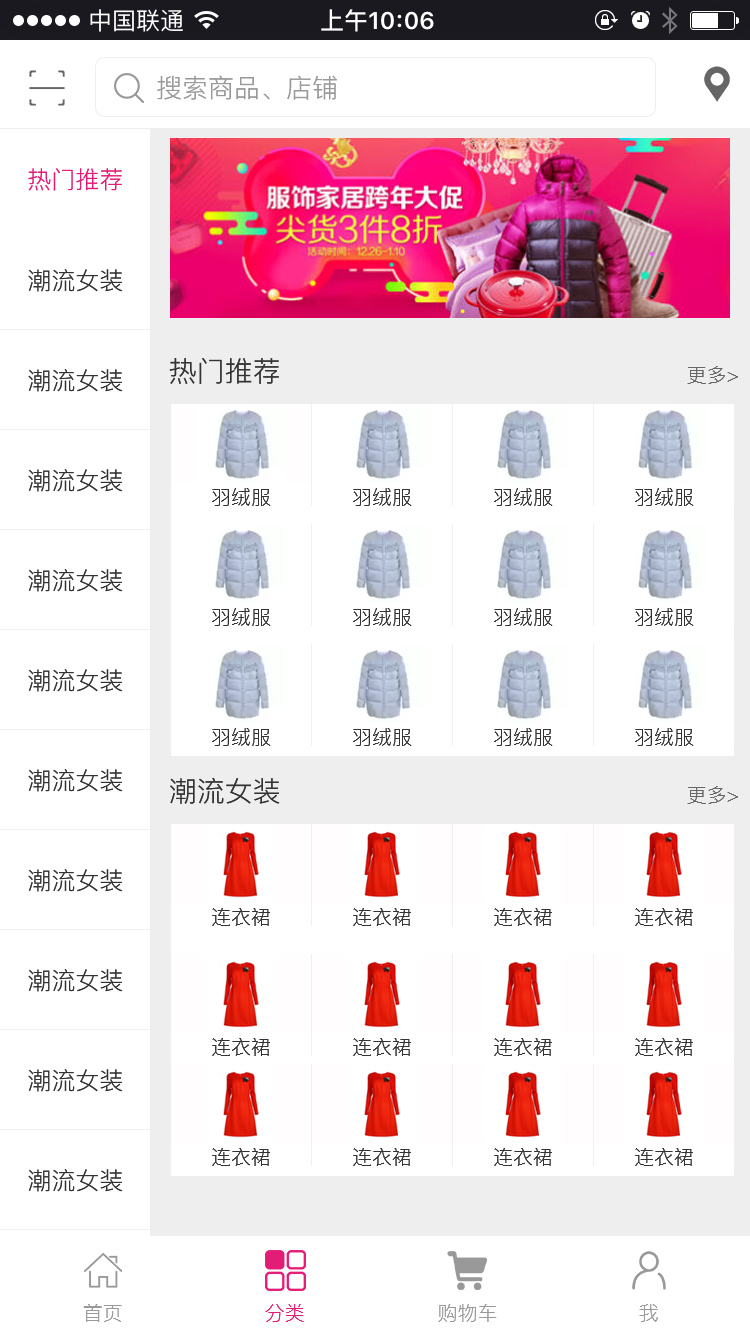 中国联通
上午10:06
搜索商品、店铺
热门推荐
潮流女装
潮流女装
潮流女装
潮流女装
潮流女装
潮流女装
潮流女装
潮流女装
潮流女装
潮流女装
服饰家居跨年大促
尖货3件8折
活动时间：12.26-1.10
热门推荐 更多>
羽绒服 羽绒服 羽绒服 羽绒服
羽绒服 羽绒服 羽绒服 羽绒服
羽绒服 羽绒服 羽绒服 羽绒服
潮流女装 更多>
连衣裙 连衣裙 连衣裙 连衣裙
连衣裙 连衣裙 连衣裙 连衣裙
连衣裙 连衣裙 连衣裙 连衣裙
首页 分类 购物车 我